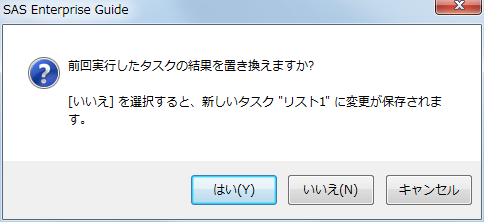 SAS Enterprise Guide
前回実行したタスクの結果を置き換えますか?
[いいえ] を選択すると、新しいタスク "リスト1" に変更が保存されま
す。
はい(Y) いいえ(N) キャンセル